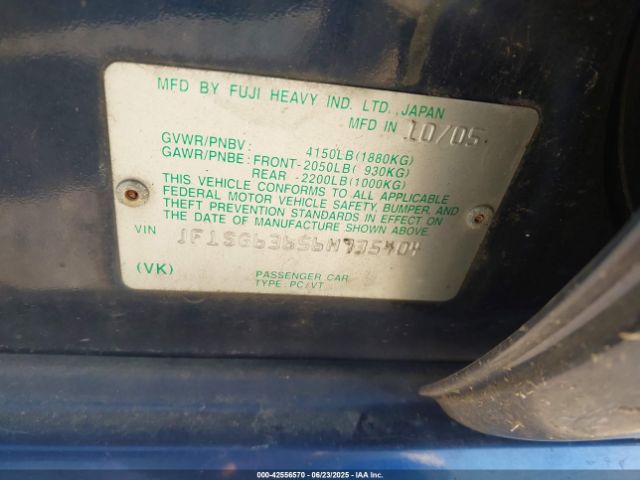 MFD BY FUJI HEAVY IND. LTD., JAPAN
MFD IN 10/05
GVWR/PNBV: 4150LB(1880KG)
GAWR/PNBE: FRONT-2050LB( 930KG)
REAR -2200LB(1000KG)
THIS VEHICLE CONFORMS TO ALL APPLICABLE
FEDERAL MOTOR VEHICLE SAFETY, BUMPER, AND
THEFT PREVENTION STANDARDS IN EFFECT ON
THE DATE OF MANUFACTURE SHOWN ABOVE.
VIN JF1SG63656H735404
(VK) PASSENGER CAR
TYPE: PC/VT
000-42556570 - 06/23/2025 - IAA Inc.